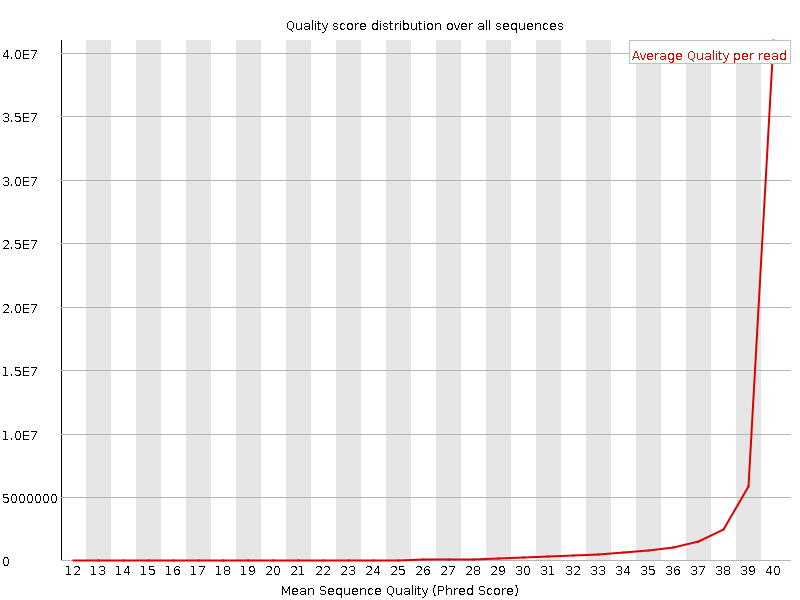 Quality score distribution over all sequences
Average Quality per read
4.0E7
3.5E7
3.0E7
2.5E7
2.0E7
1.5E7
1.0E7
5000000
0
12 13 14 15 16 17 18 19 20 21 22 23 24 25 26 27 28 29 30 31 32 33 34 35 36 37 38 39 40
Mean Sequence Quality (Phred Score)